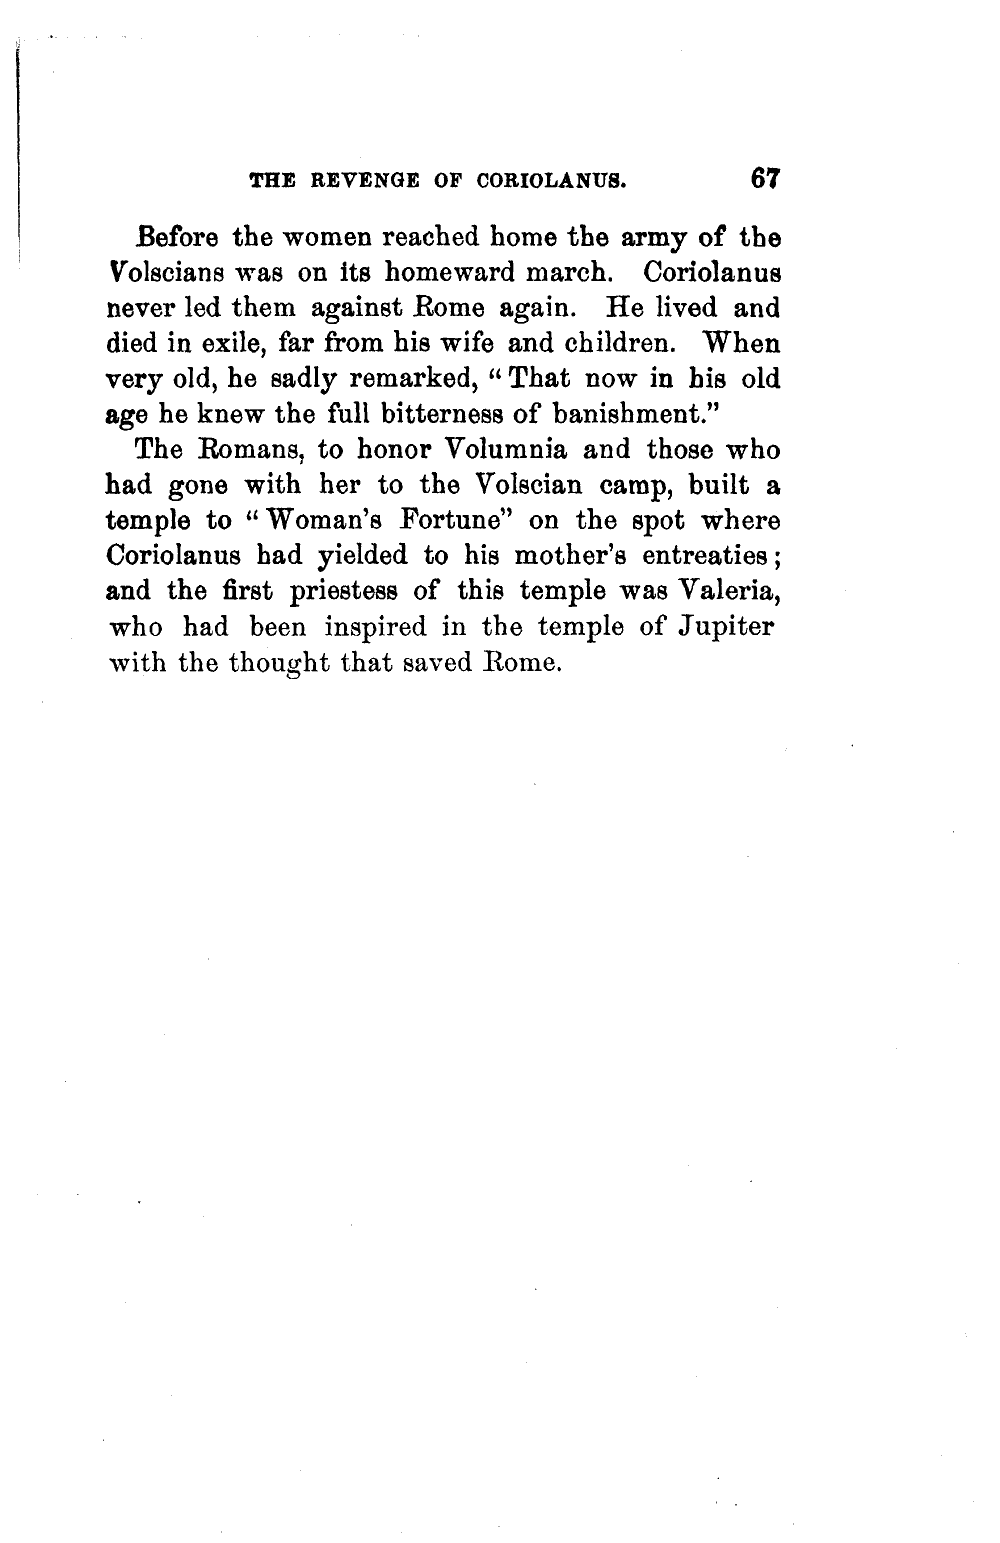 THE REVENGE OF CORIOLANUS. 67
Before the women reached home the army of the
Volscians was on its homeward march. Coriolanus
never led them against Rome again. He lived and
died in exile, far from his wife and children. When
very old, he sadly remarked, “That now in his old
age he knew the full bitterness of banishment.”
The Romans, to honor Volumnia and those who
had gone with her to the Volscian camp, built a
temple to “Woman’s Fortune” on the spot where
Coriolanus had yielded to his mother’s entreaties;
and the first priestess of this temple was Valeria,
who had been inspired in the temple of Jupiter
with the thought that saved Rome.